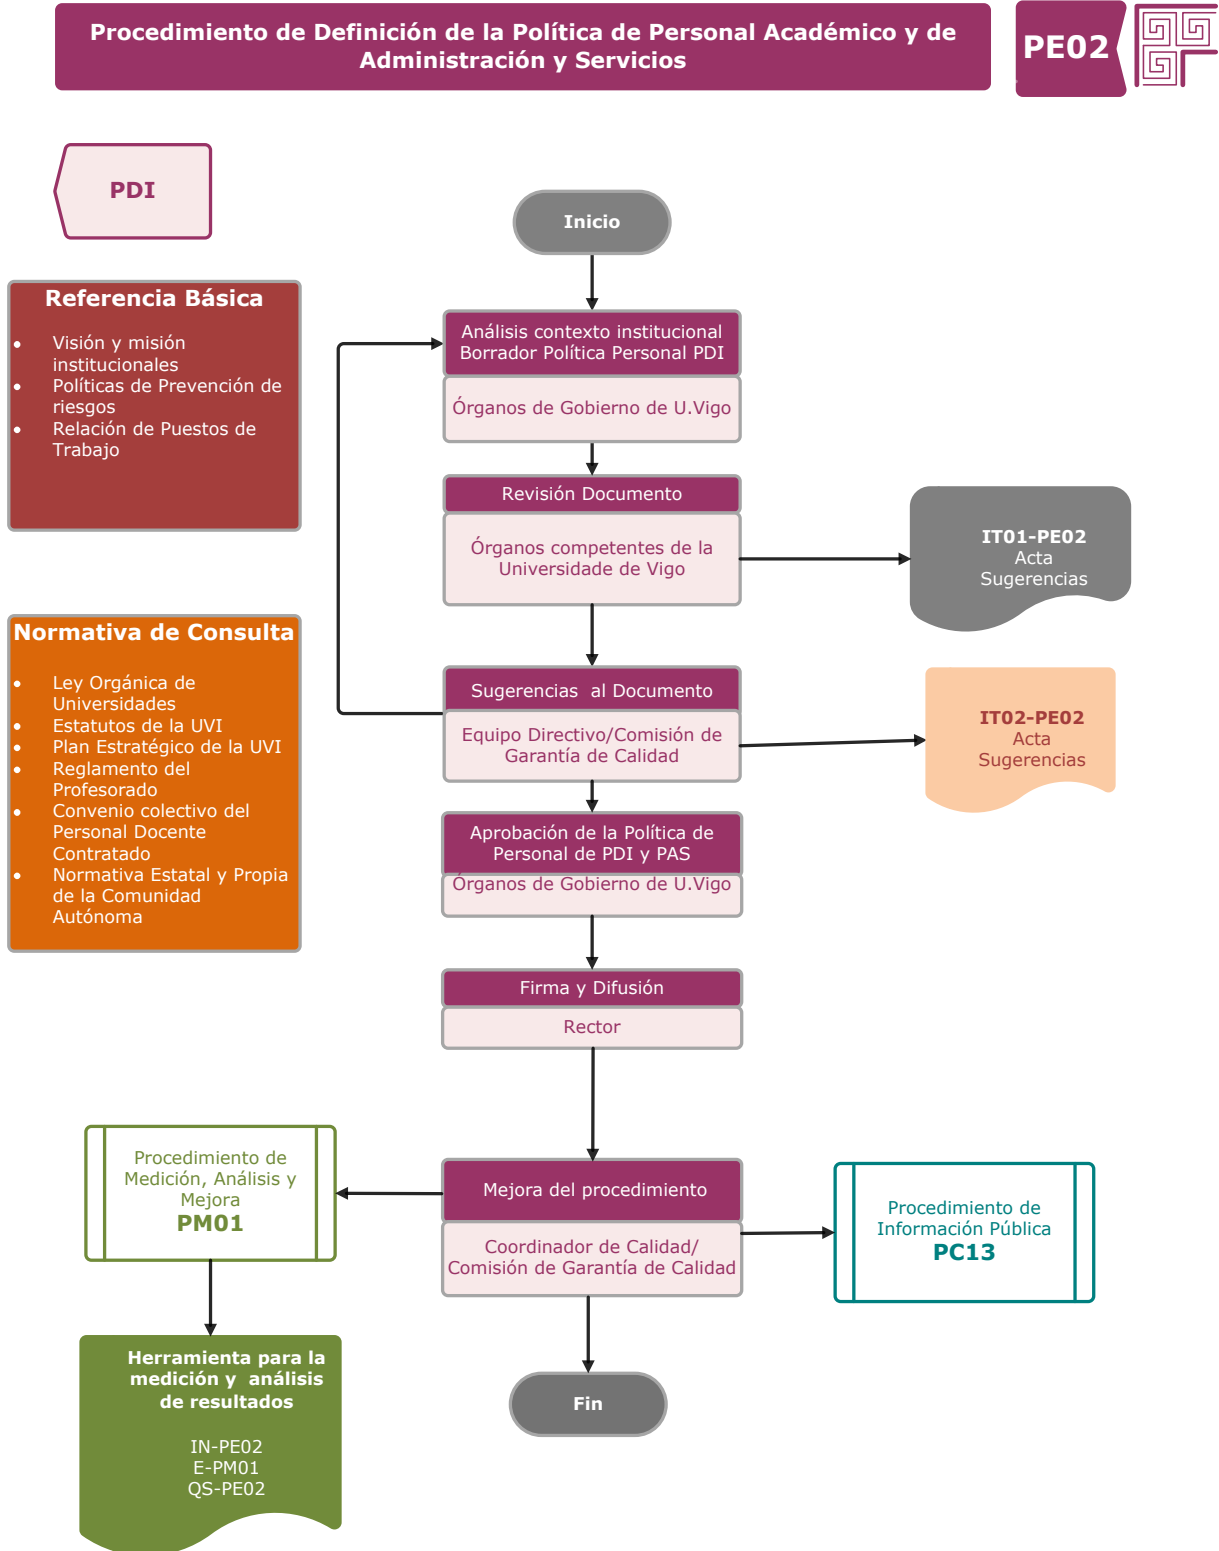 Procedimiento de Definición de la Política de Personal Académico y de
Administración y Servicios
PE02
PDI
Inicio
Referencia Básica
Visión y misión
institucionales
Políticas de Prevención de
riesgos
Relación de Puestos de
Trabajo
Análisis contexto institucional
Borrador Política Personal PDI
Órganos de Gobierno de U.Vigo
Revisión Documento
Órganos competentes de la
Universidade de Vigo
IT01-PE02
Acta
Sugerencias
Normativa de Consulta
Ley Orgánica de
Universidades
Estatutos de la UVI
Plan Estratégico de la UVI
Reglamento del
Profesorado
Convenio colectivo del
Personal Docente
Contratado
Normativa Estatal y Propia
de la Comunidad
Autónoma
Sugerencias  al Documento
Equipo Directivo/Comisión de
Garantía de Calidad
IT02-PE02
Acta
Sugerencias
Aprobación de la Política de
Personal de PDI y PAS
Órganos de Gobierno de U.Vigo
Firma y Difusión
Rector
Procedimiento de
Medición, Análisis y
Mejora
PM01
Mejora del procedimiento
Coordinador de Calidad/
Comisión de Garantía de Calidad
Procedimiento de
Información Pública
PC13
Herramienta para la
medición y  análisis
de resultados
IN-PE02
E-PM01
QS-PE02
Fin